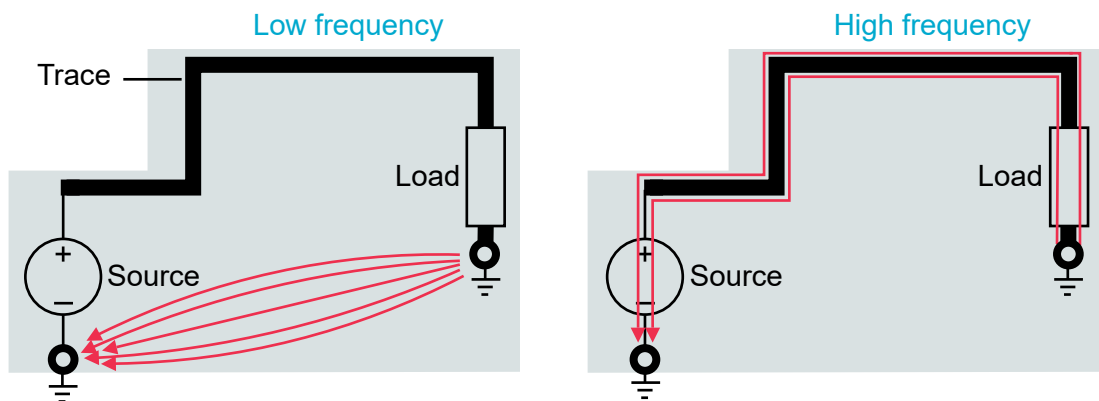 Low frequency
High frequency
Trace
Load
Load
+
+
Source
Source
−
−